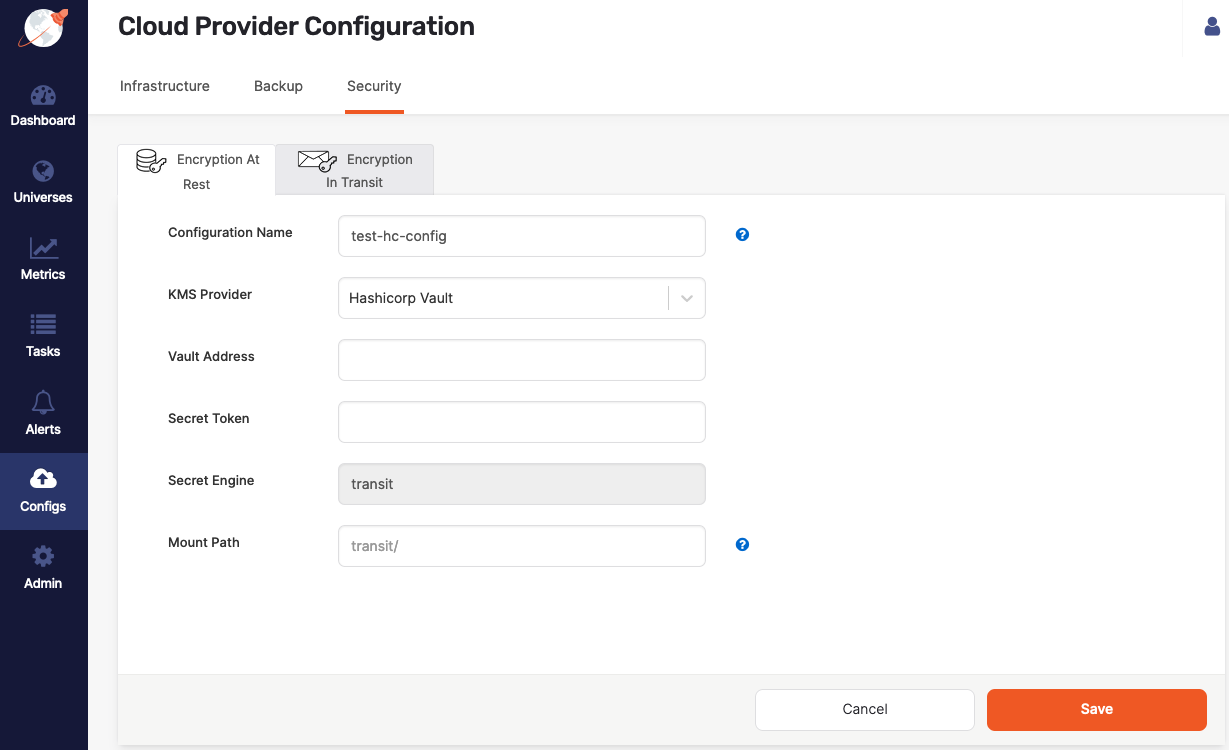 Cloud Provider Configuration
Infrastructure
Backup
Security
Dashboard
Universes
Metrics
Tasks
Alerts
Configs
Admin
Encryption At
Rest
Encryption
In Transit
Configuration Name
test-hc-config
?
KMS Provider
Hashicorp Vault
Vault Address
Secret Token
Secret Engine
transit
Mount Path
transit/
?
Cancel
Save